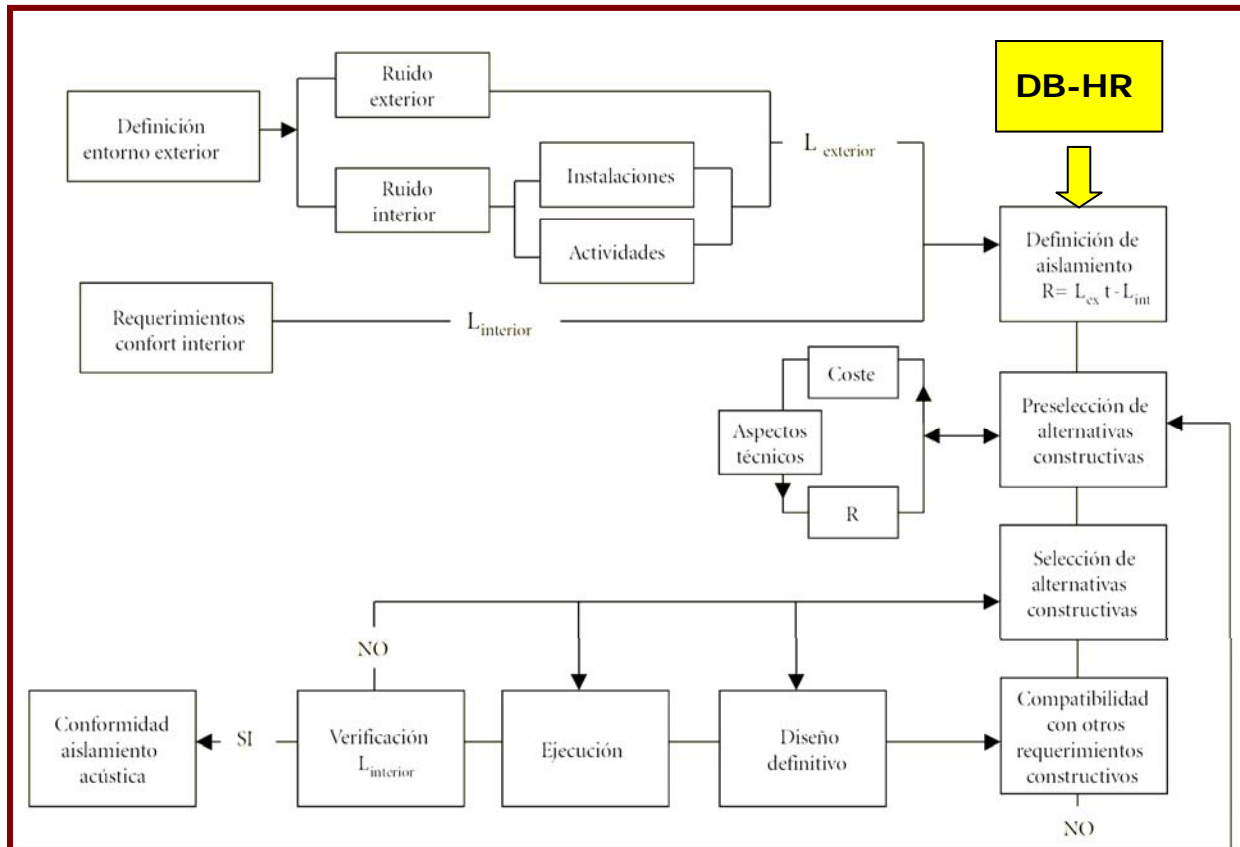 DB-HR
Ruido
exterior
Definición
entorno exterior
L exterior
Instalaciones
Ruido
interior
Actividades
Definición de
aislamiento
R= Lex t - Lint
Requerimientos
confort interior
Linterior
Coste
Preselección de
alternativas
constructivas
Aspectos
técnicos
R
Selección de
alternativas
constructivas
NO
Conformidad
aislamiento
acústica
SI
Verificación
Linterior
Ejecución
Diseño
definitivo
Compatibilidad
con otros
requerimientos
constructivos
NO